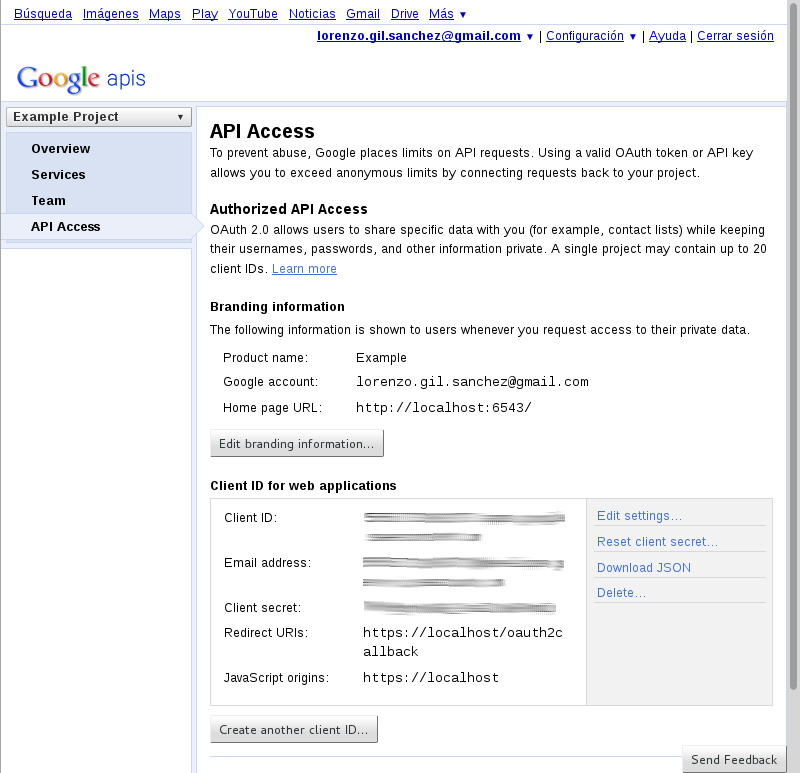 Búsqueda Imágenes Maps Play YouTube Noticias Gmail Drive Más ▼
lorenzo.gil.sanchez@gmail.com ▼ | Configuración ▼ | Ayuda | Cerrar sesión
Google apis
Example Project ▼
Overview
Services
Team
API Access
API Access
To prevent abuse, Google places limits on API requests. Using a valid OAuth token or API key
allows you to exceed anonymous limits by connecting requests back to your project.
Authorized API Access
OAuth 2.0 allows users to share specific data with you (for example, contact lists) while keeping
their usernames, passwords, and other information private. A single project may contain up to 20
client IDs. Learn more
Branding information
The following information is shown to users whenever you request access to their private data.
Product name: Example
Google account: lorenzo.gil.sanchez@gmail.com
Home page URL: http://localhost:6543/
Edit branding information...
Client ID for web applications
Client ID:
Email address:
Client secret:
Redirect URIs: https://localhost/oauth2c
allback
JavaScript origins: https://localhost
Edit settings...
Reset client secret...
Download JSON
Delete...
Create another client ID...
Send Feedback